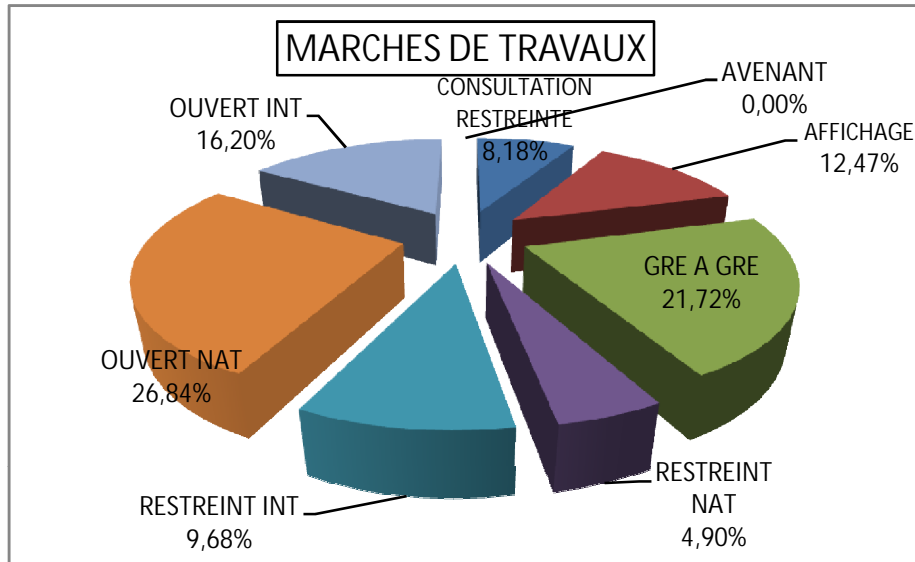 MARCHES DE TRAVAUX
CONSULTATION
RESTREINTE
8,18%
AVENANT
0,00%
AFFICHAGE
12,47%
GRE A GRE
21,72%
RESTREINT
NAT
4,90%
RESTREINT INT
9,68%
OUVERT NAT
26,84%
OUVERT INT
16,20%